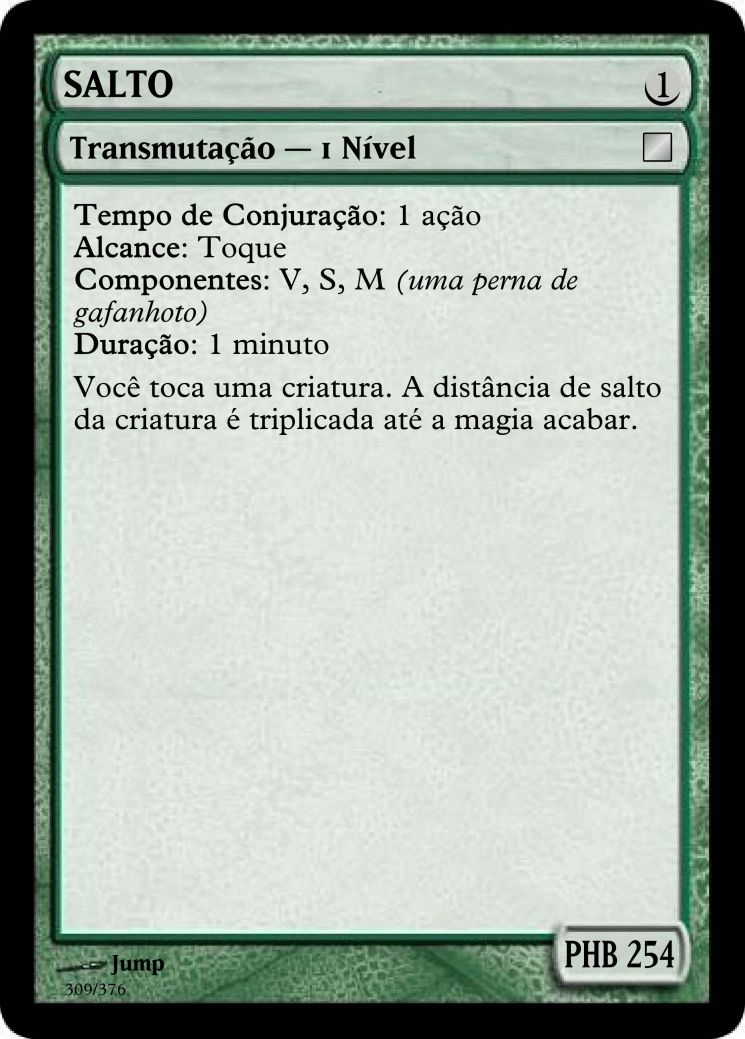 SALTO 1
Transmutação — 1 Nível
Tempo de Conjuração: 1 ação
Alcance: Toque
Componentes: V, S, M (uma perna de
gafanhoto)
Duração: 1 minuto
Você toca uma criatura. A distância de salto
da criatura é triplicada até a magia acabar.
PHB 254
Jump
309/376